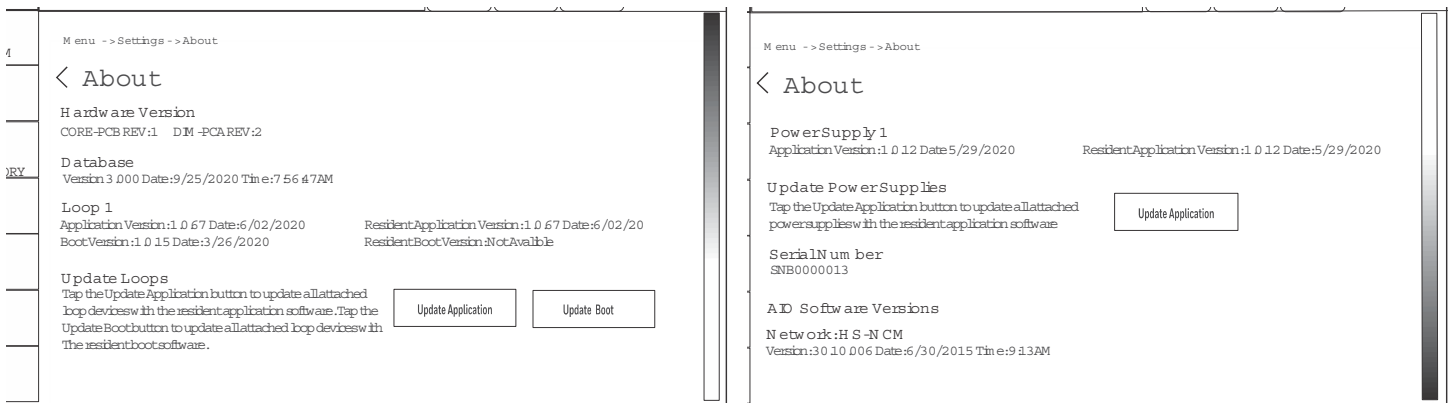 Menu ->Settings ->About
About
Hardware Version
CORE-PCB REV:1 DIM-PCA REV:2
Database
Version 3.000 Date:9/25/2020 Time:7:56:47AM
ORY
Loop 1
Application Version:1.0.67 Date:6/02/2020 Resident Application Version:1.0.67 Date:6/02/20
Boot Version:1.0.15 Date:3/26/2020 Resident Boot Version:Not Avalible
Update Loops
Tap the Update Application button to update all attached
loop devices with the resident application software. Tap the
Update Boot button to update all attached loop devices with
The resident boot software.
Update Application
Update Boot
Menu ->Settings ->About
About
Power Supply 1
Application Version:1.0.12 Date 5/29/2020 Resident Application Version:1.0.12 Date:5/29/2020
Update Power Supplies
Tap the Update Application button to update all attached
power supplies with the resident application software
Update Application
Serial Number
SNB0000013
AIO Software Versions
Network:HS-NCM
Version:30.10.006 Date:6/30/2015 Time:9:13AM